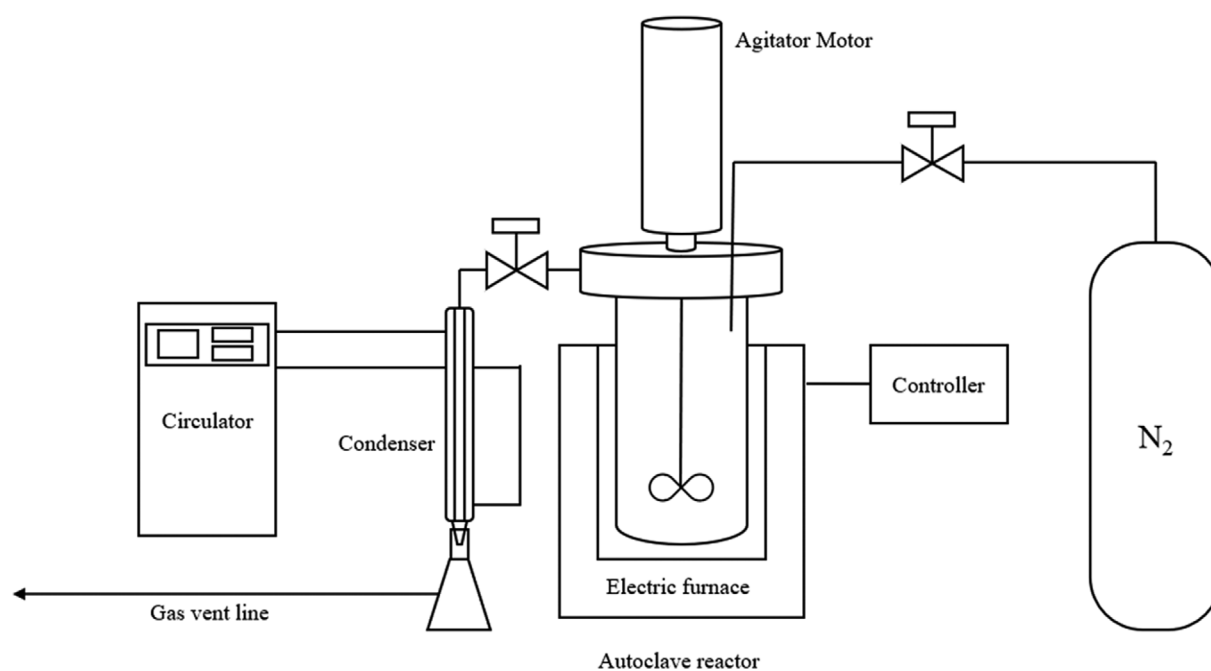 Agitator Motor
Circulator
Condenser
Controller
N₂
Electric furnace
Gas vent line
Autoclave reactor